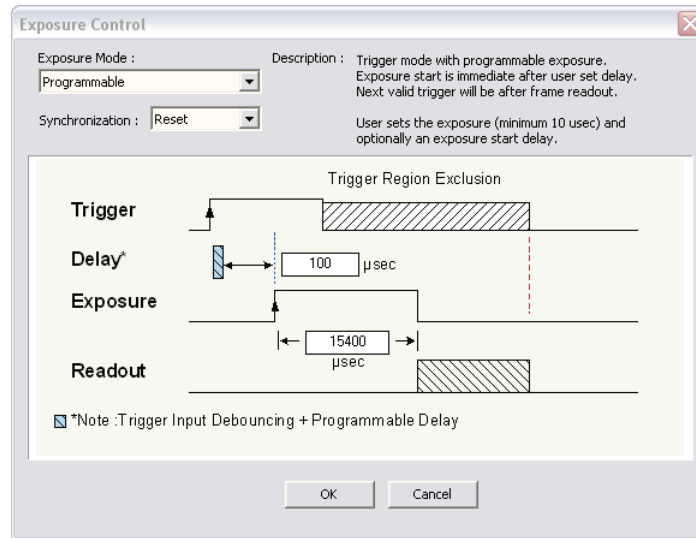 Exposure Control
Exposure Mode :
Programmable
Synchronization :
Reset
Description :
Trigger mode with programmable exposure.
Exposure start is immediate after user set delay.
Next valid trigger will be after frame readout.
User sets the exposure (minimum 10 usec) and
optionally an exposure start delay.
Trigger Region Exclusion
Trigger
Delay*
100 µsec
Exposure
15400
µsec
Readout
*Note :Trigger Input Debouncing + Programmable Delay
OK
Cancel